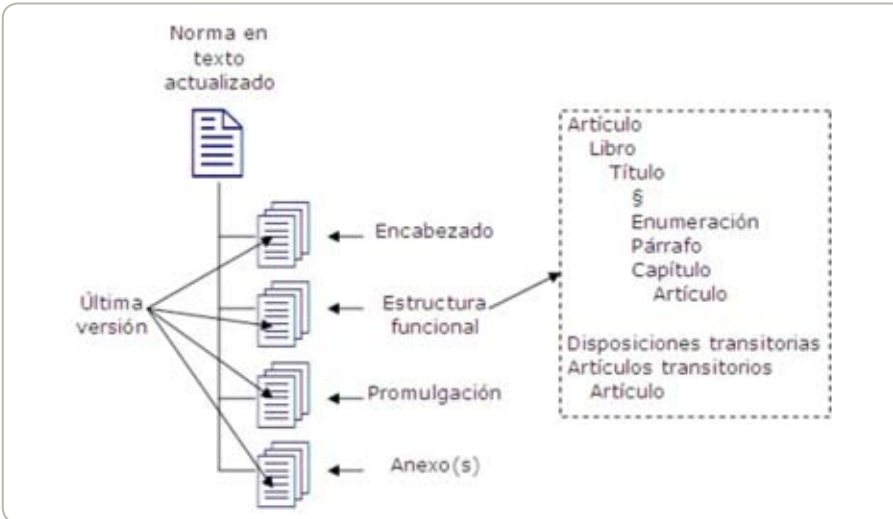 Norma en
texto
actualizado
Encabezado
Última
versión
Estructura
funcional
Promulgación
Anexo(s)
Artículo
Libro
Título
§
Enumeración
Párrafo
Capítulo
Artículo
Disposiciones transitorias
Artículos transitorios
Artículo